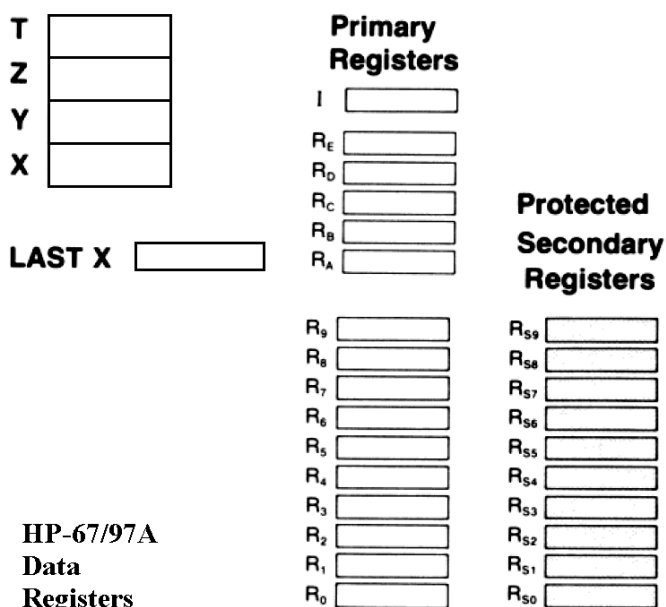 T
Z
Y
X
LAST X
Primary
Registers
I
R_E
R_D
R_C
R_B
R_A
R_9
R_8
R_7
R_6
R_5
R_4
R_3
R_2
R_1
R_0
Protected
Secondary
Registers
R_S9
R_S8
R_S7
R_S6
R_S5
R_S4
R_S3
R_S2
R_S1
R_S0
HP-67/97A
Data
Registers